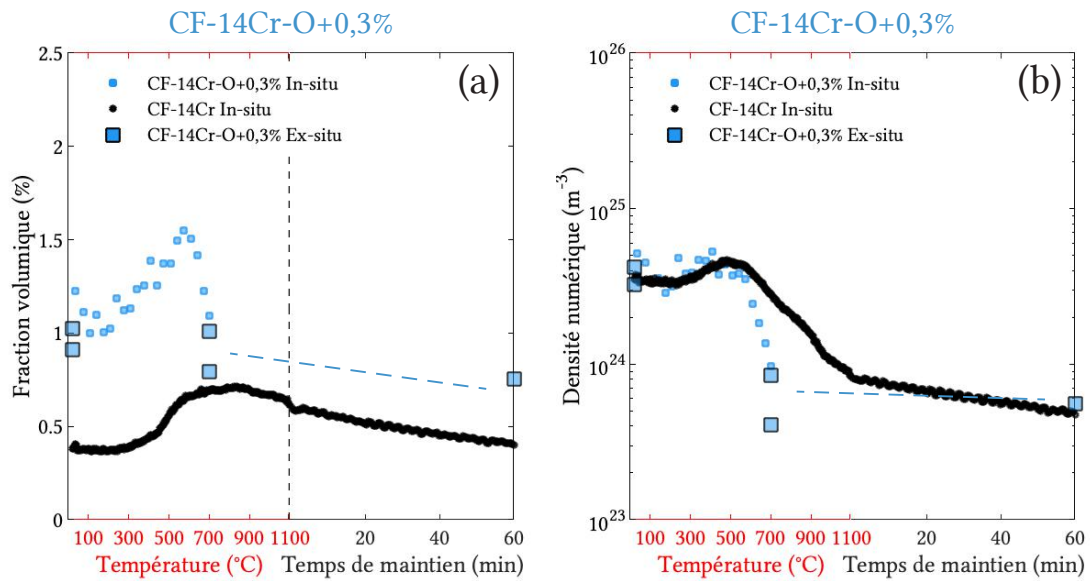 CF-14Cr-O+0,3%
2.5
2
1.5
1
0.5
0
Fraction volumique (%)
CF-14Cr-O+0,3% In-situ
CF-14Cr In-situ
CF-14Cr-O+0,3% Ex-situ
(a)
100 300 500 700 900 1100 20 40 60
Température (°C) Temps de maintien (min)
CF-14Cr-O+0,3%
10^26
10^25
10^24
10^23
Densité numérique (m^-3)
CF-14Cr-O+0,3% In-situ
CF-14Cr In-situ
CF-14Cr-O+0,3% Ex-situ
(b)
100 300 500 700 900 1100 20 40 60
Température (°C) Temps de maintien (min)